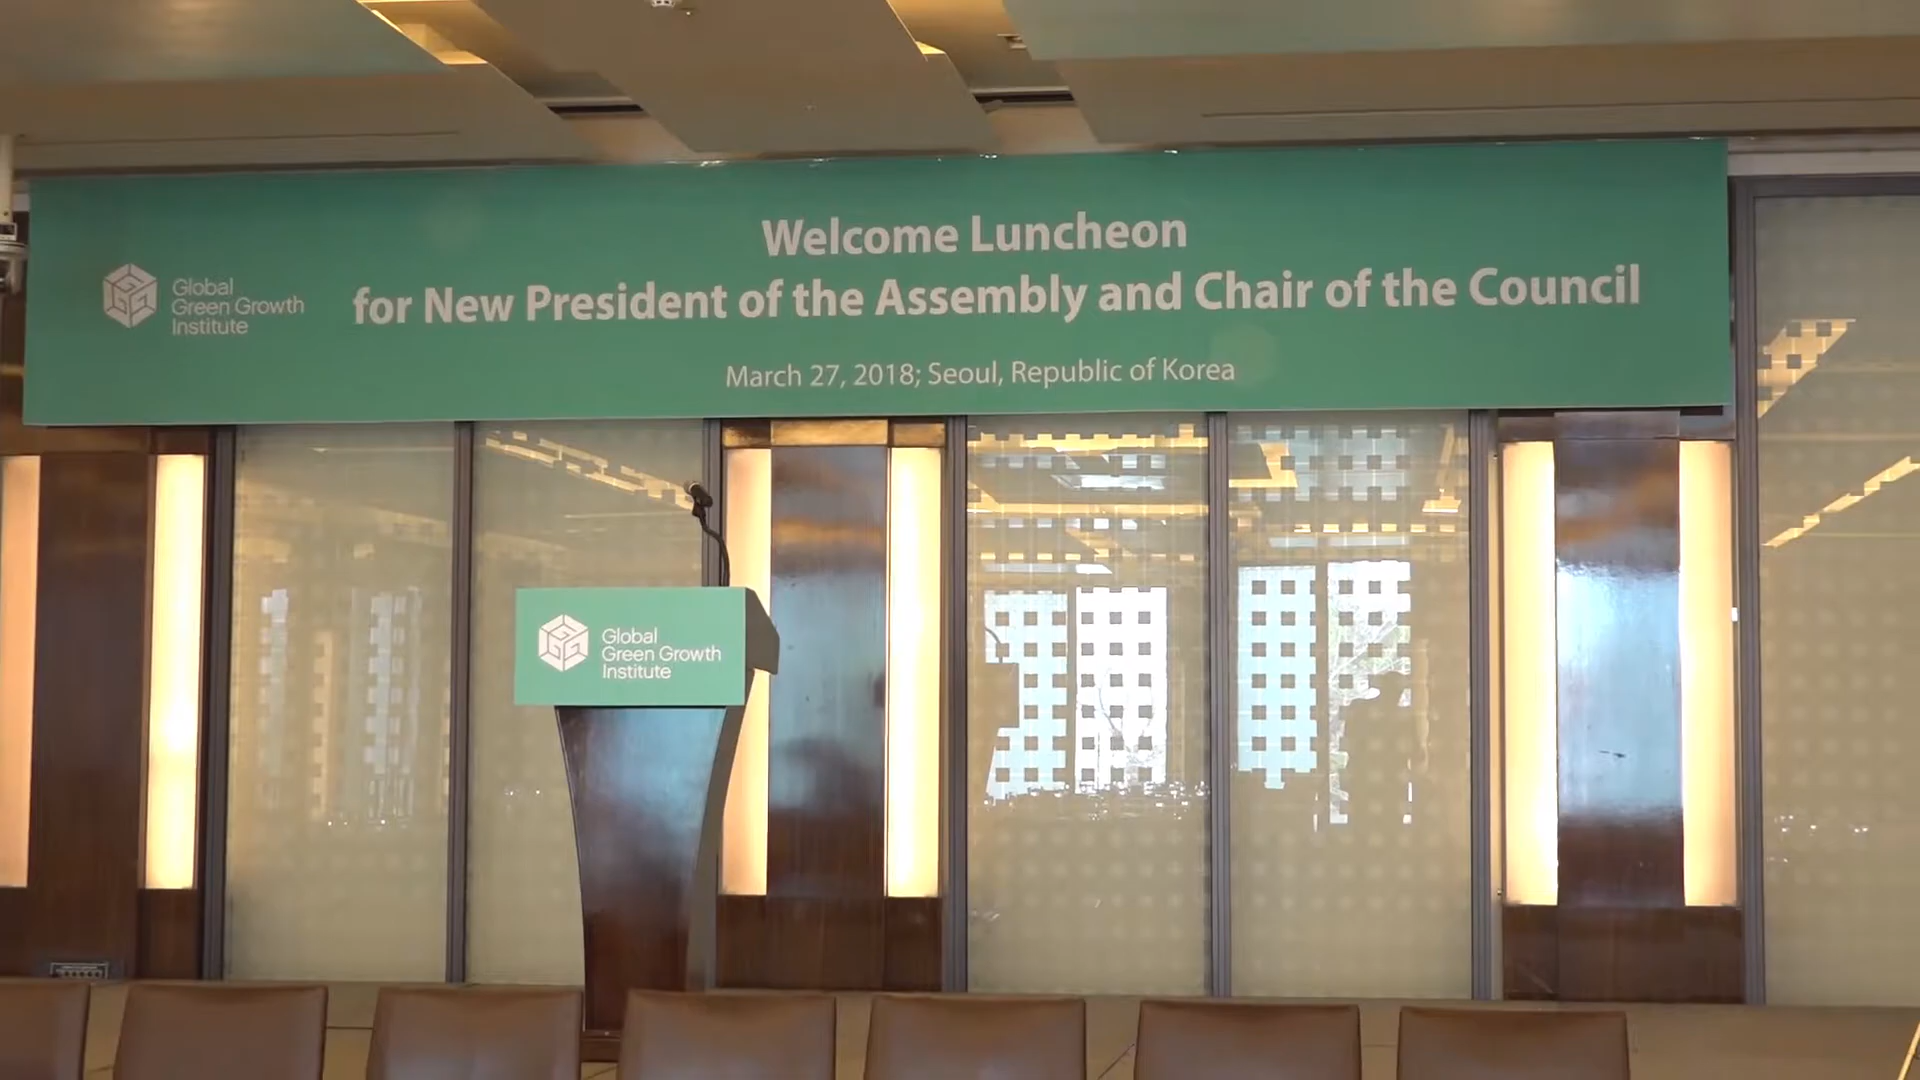 Welcome Luncheon
for New President of the Assembly and Chair of the Council
March 27, 2018; Seoul, Republic of Korea
Global
Green Growth
Institute
Global
Green Growth
Institute